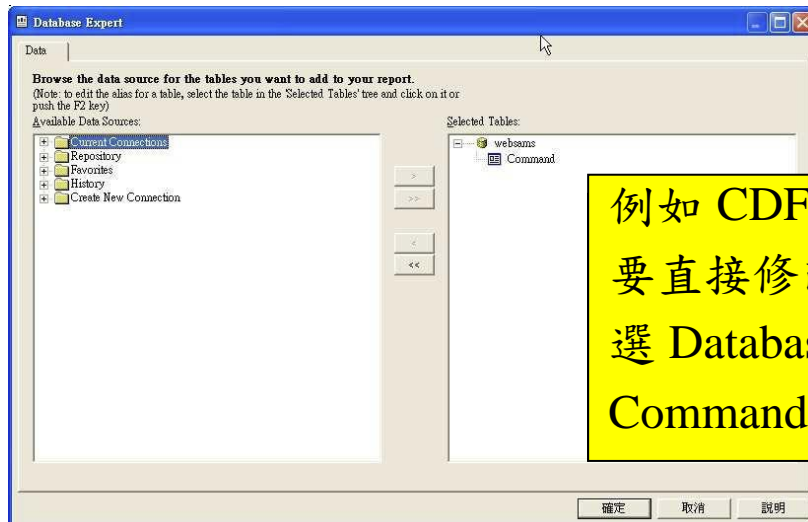 Database Expert
Data
Browse the data source for the tables you want to add to your report.
(Note: to edit the alias for a table, select the table in the 'Selected Tables' tree and click on it or
push the F2 key)
Available Data Sources:
Selected Tables:
Current Connections
Repository
Favorites
History
Create New Connection
>
>>
<
<<
websams
Command
例如 CDF
要直接修
選 Databas
Command
確定
取消
說明